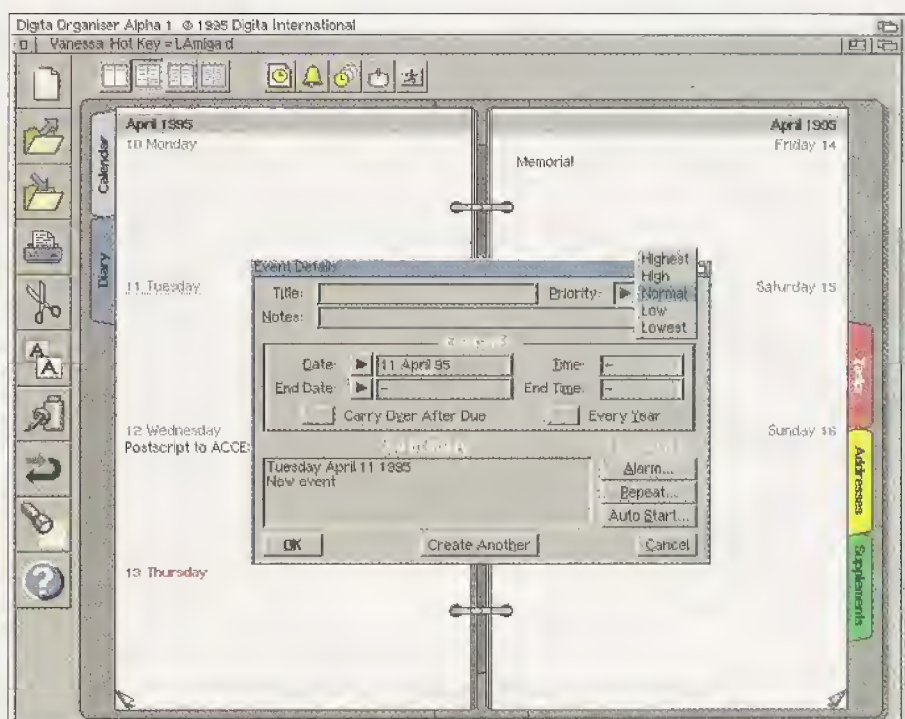 Digita Organiser Alpha 1 © 1995 Digita International
Vanessa Hot Key = LAmiga d
Calendar
Diary
April 1995
10 Monday
11 Tuesday
12 Wednesday
Postscript to ACCE
13 Thursday
April 1995
Friday 14
Memorial
Saturday 15
Sunday 16
Tasks
Addresses
Supplements
Event Details
Title:
Priority:
Highest
High
Normal
Low
Lowest
Notes:
Date:
11 April 95
Time:
-
End Date:
-
End Time:
-
Carry Over After Due
Every Year
Tuesday April 11 1995
New event
Alarm...
Repeat...
Auto Start...
OK
Create Another
Cancel